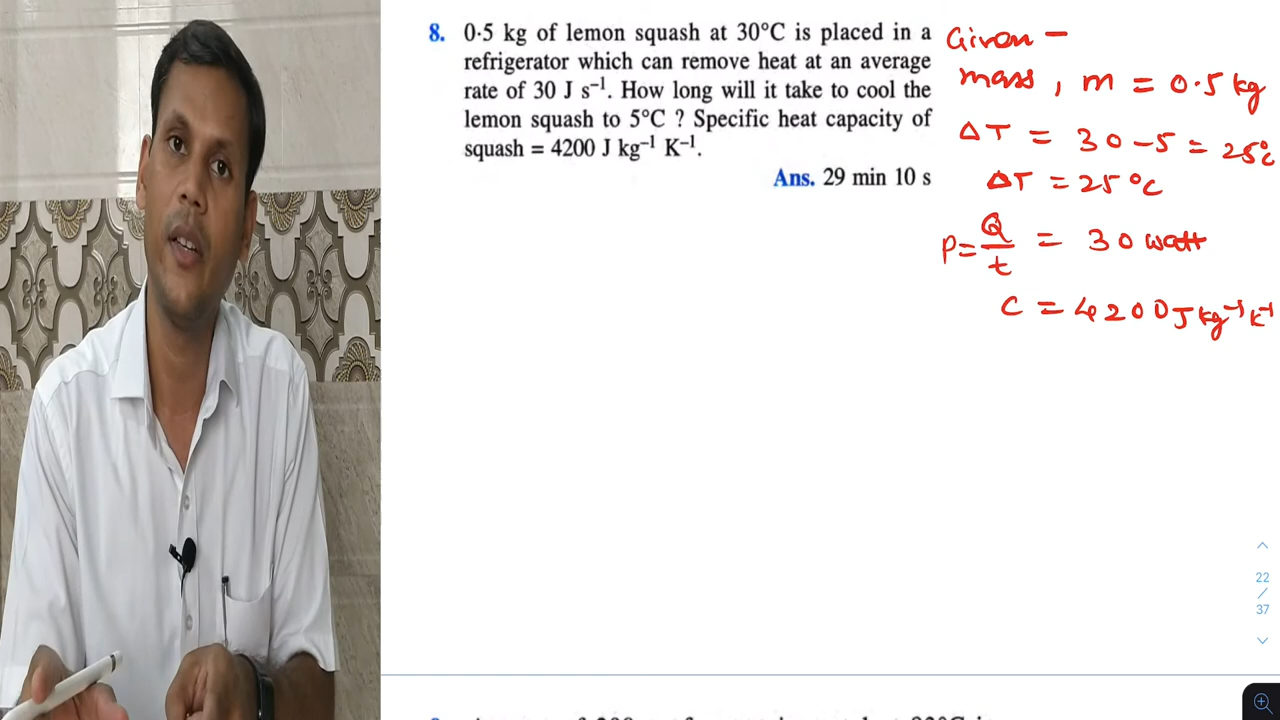 8. 0·5 kg of lemon squash at 30°C is placed in a
refrigerator which can remove heat at an average
rate of 30 J s⁻¹. How long will it take to cool the
lemon squash to 5°C ? Specific heat capacity of
squash = 4200 J kg⁻¹ K⁻¹.
Ans. 29 min 10 s
Given –
mass, m = 0.5 kg
ΔT = 30 – 5 = 25°C
ΔT = 25°C
P = Q/t = 30 watt
C = 4200 J kg⁻¹ K⁻¹
22
/
37